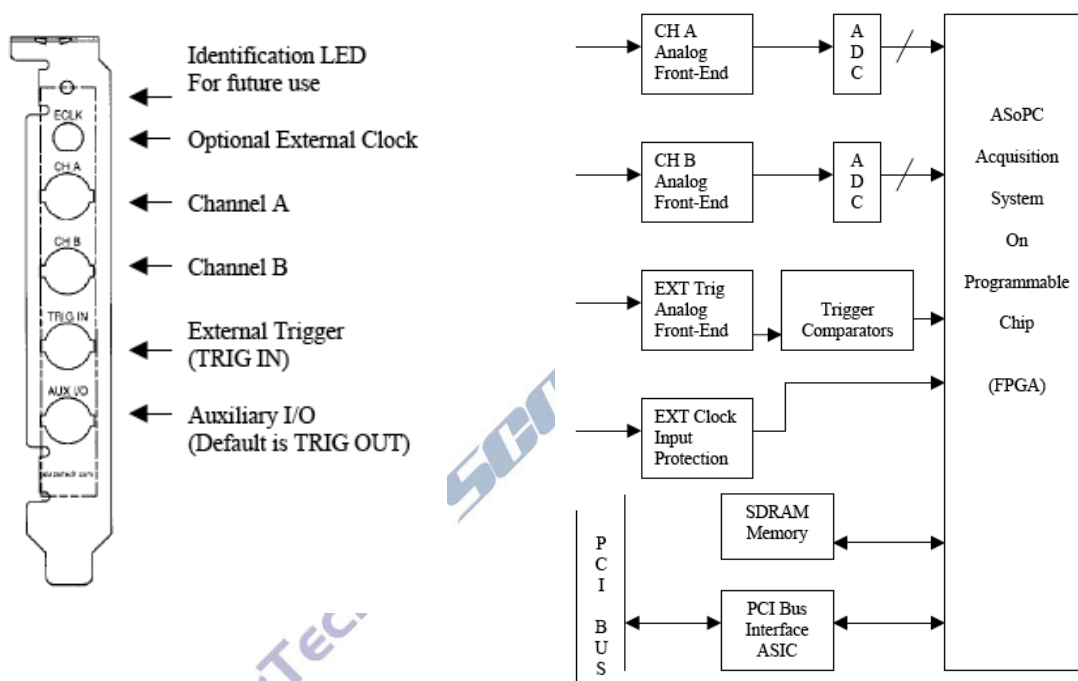 Identification LED
For future use
ECLK
Optional External Clock
CH A
Channel A
CH B
Channel B
TRIG IN
External Trigger
(TRIG IN)
AUX I/O
Auxiliary I/O
(Default is TRIG OUT)
CH A
Analog
Front-End
A
D
C
CH B
Analog
Front-End
A
D
C
EXT Trig
Analog
Front-End
Trigger
Comparators
EXT Clock
Input
Protection
SDRAM
Memory
P
C
I
B
U
S
PCI Bus
Interface
ASIC
ASoPC
Acquisition
System
On
Programmable
Chip
(FPGA)